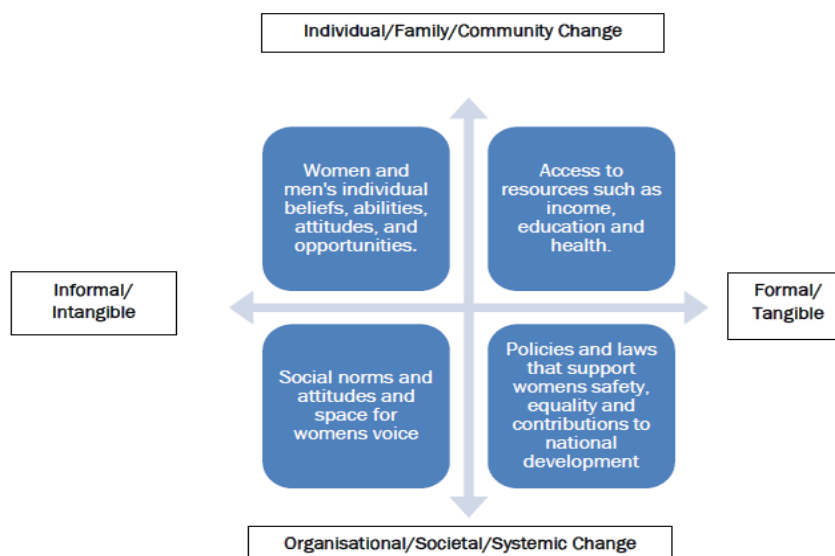 Individual/Family/Community Change
Women and
men's individual
beliefs, abilities,
attitudes, and
opportunities.
Access to
resources such as
income,
education and
health.
Informal/
Intangible
Formal/
Tangible
Social norms and
attitudes and
space for
womens voice
Policies and laws
that support
womens safety,
equality and
contributions to
national
development
Organisational/Societal/Systemic Change